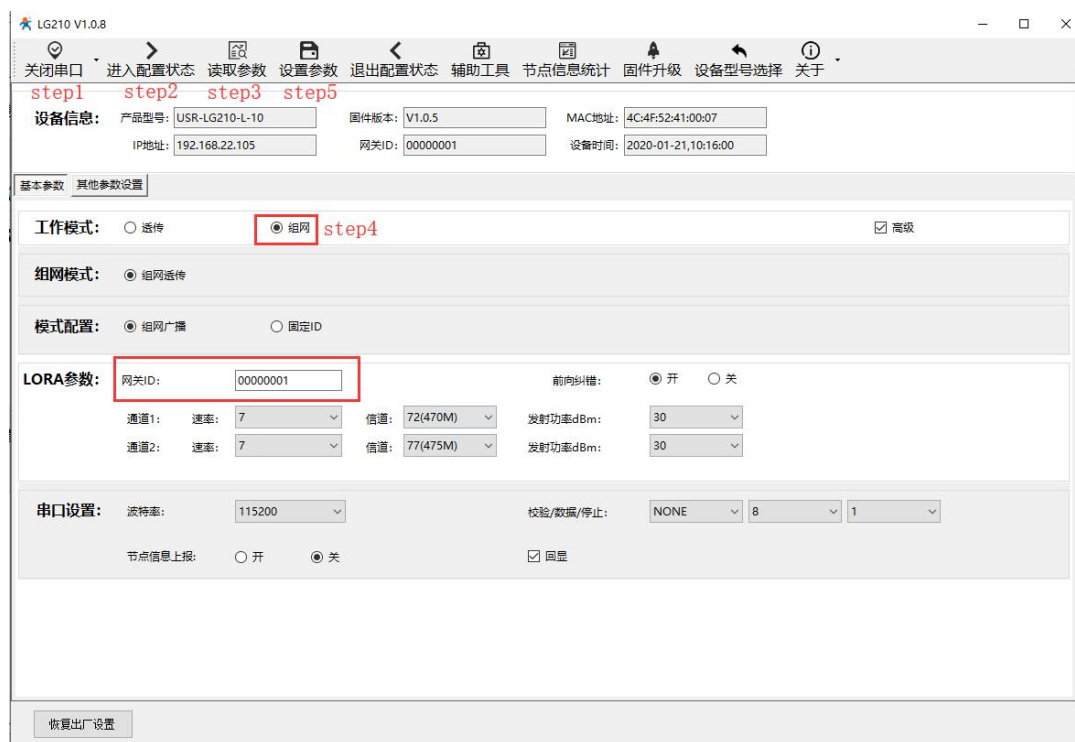 LG210 V1.0.8
关闭串口 进入配置状态 读取参数 设置参数 退出配置状态 辅助工具 节点信息统计 固件升级 设备型号选择 关于
step1 step2 step3 step5
设备信息: 产品型号: USR-LG210-L-10 固件版本: V1.0.5 MAC地址: 4C:4F:52:41:00:07
IP地址: 192.168.22.105 网关ID: 00000001 设备时间: 2020-01-21,10:16:00
基本参数 其他参数设置
工作模式: 透传 组网 step4 高级
组网模式: 组网透传
模式配置: 组网广播 固定ID
LORA参数: 网关ID: 00000001 前向纠错: 开 关
通道1: 速率: 7 信道: 72(470M) 发射功率dBm: 30
通道2: 速率: 7 信道: 77(475M) 发射功率dBm: 30
串口设置: 波特率: 115200 校验/数据/停止: NONE 8 1
节点信息上报: 开 关 回显
恢复出厂设置